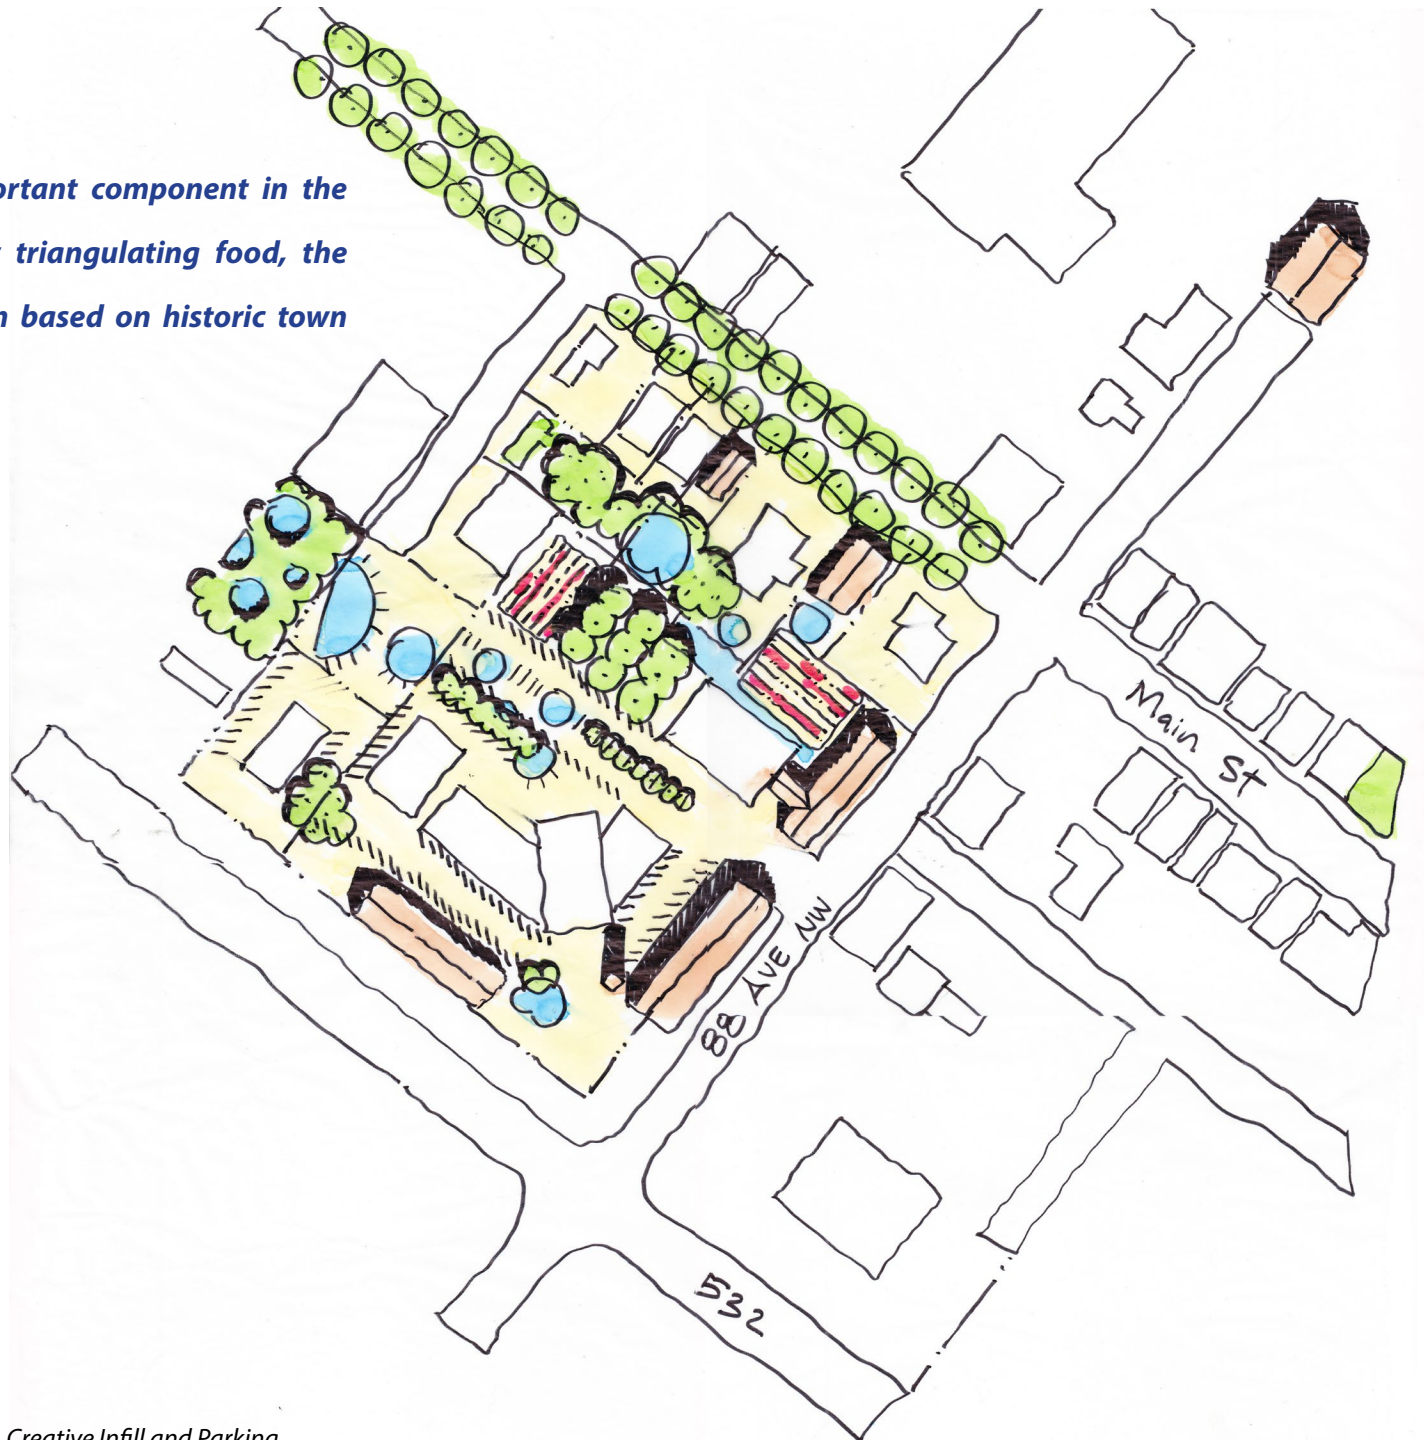 ortant component in the
triangulating food, the
based on historic town
Main St
88 AVE NW
532
Creative Infill and Parking